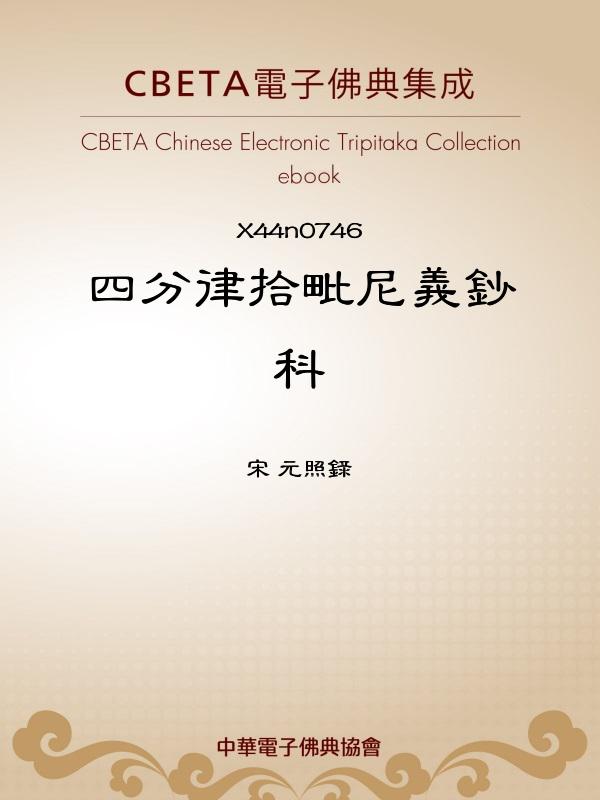 CBETA電子佛典集成
CBETA Chinese Electronic Tripitaka Collection
ebook
X44n0746
四分律拾毗尼義鈔
科
宋 元照錄
中華電子佛典協會